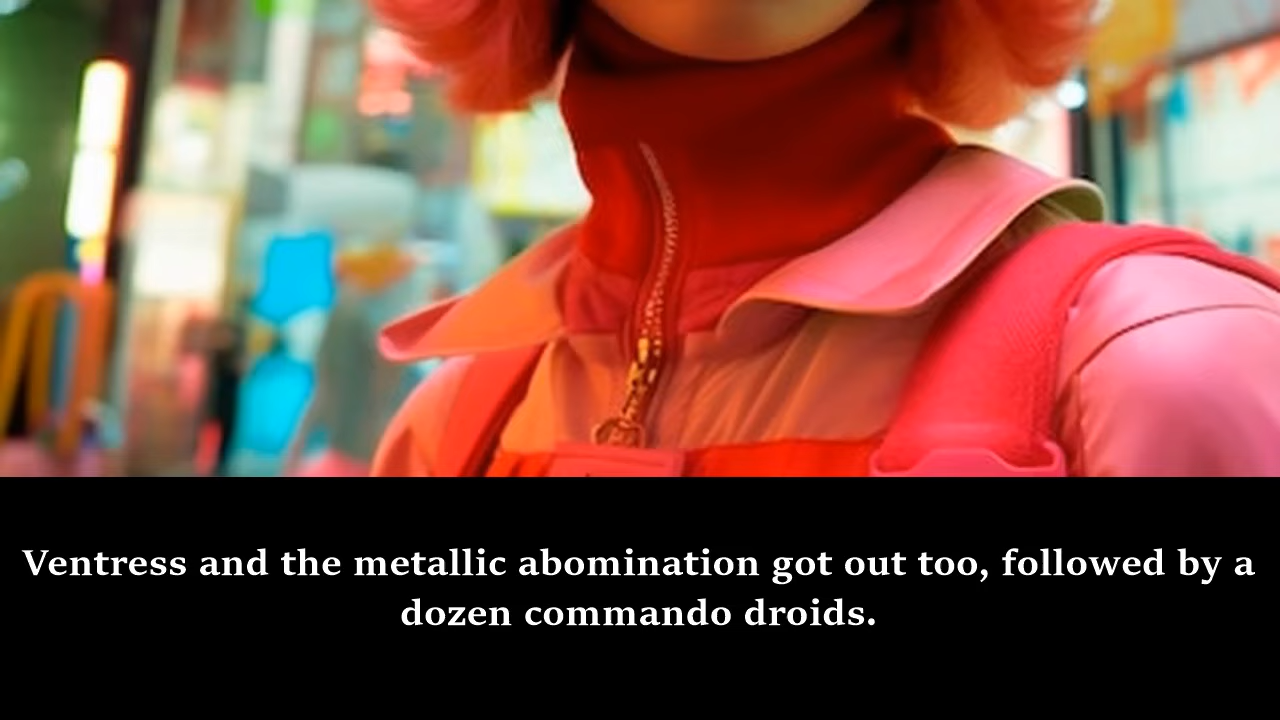 Ventress and the metallic abomination got out too, followed by a
dozen commando droids.